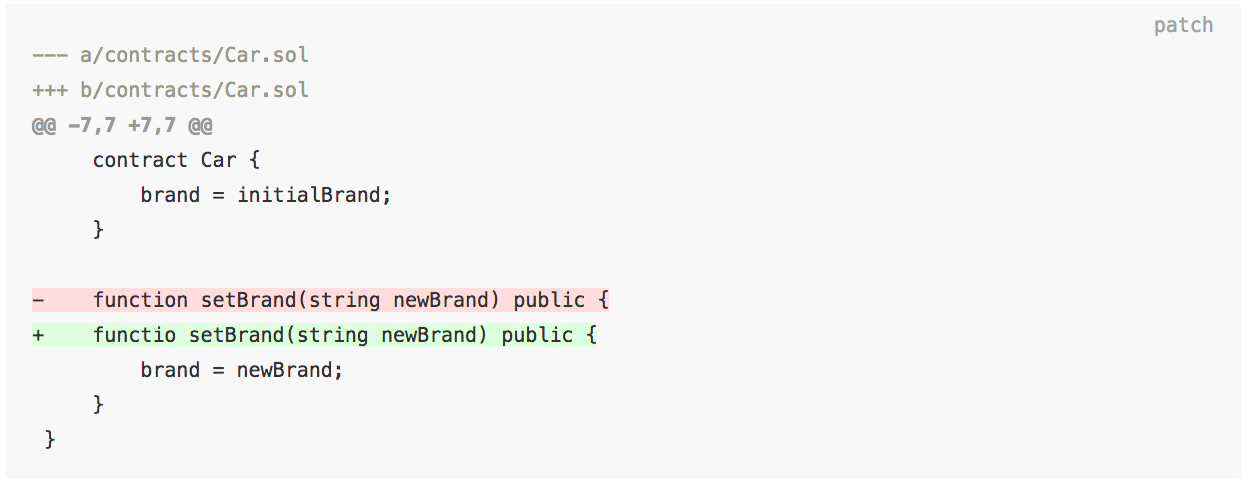 patch
--- a/contracts/Car.sol
+++ b/contracts/Car.sol
@@ -7,7 +7,7 @@
     contract Car {
         brand = initialBrand;
     }

-    function setBrand(string newBrand) public {
+    functio setBrand(string newBrand) public {
         brand = newBrand;
     }
 }